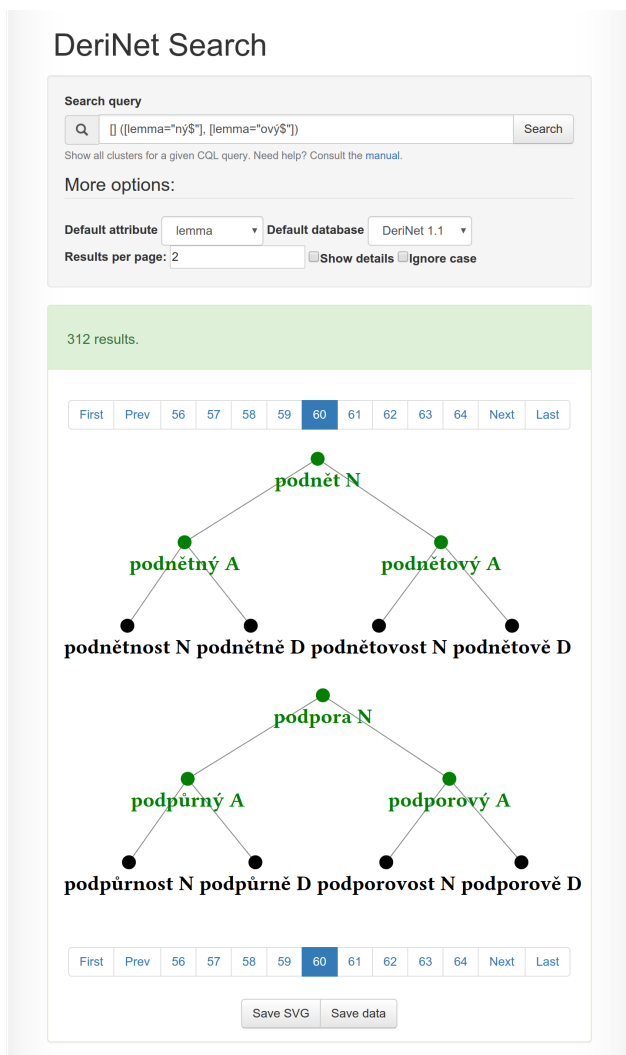 DeriNet Search
Search query
[] ([lemma="ný$"], [lemma="ový$"])
Search
Show all clusters for a given CQL query. Need help? Consult the manual.
More options:
Default attribute lemma Default database DeriNet 1.1
Results per page: 2 Show details Ignore case
312 results.
First Prev 56 57 58 59 60 61 62 63 64 Next Last
podnět N
podnětný A podnětový A
podnětnost N podnětně D podnětovost N podnětově D
podpora N
podpůrný A podporový A
podpůrnost N podpůrně D podporovost N podporově D
First Prev 56 57 58 59 60 61 62 63 64 Next Last
Save SVG Save data